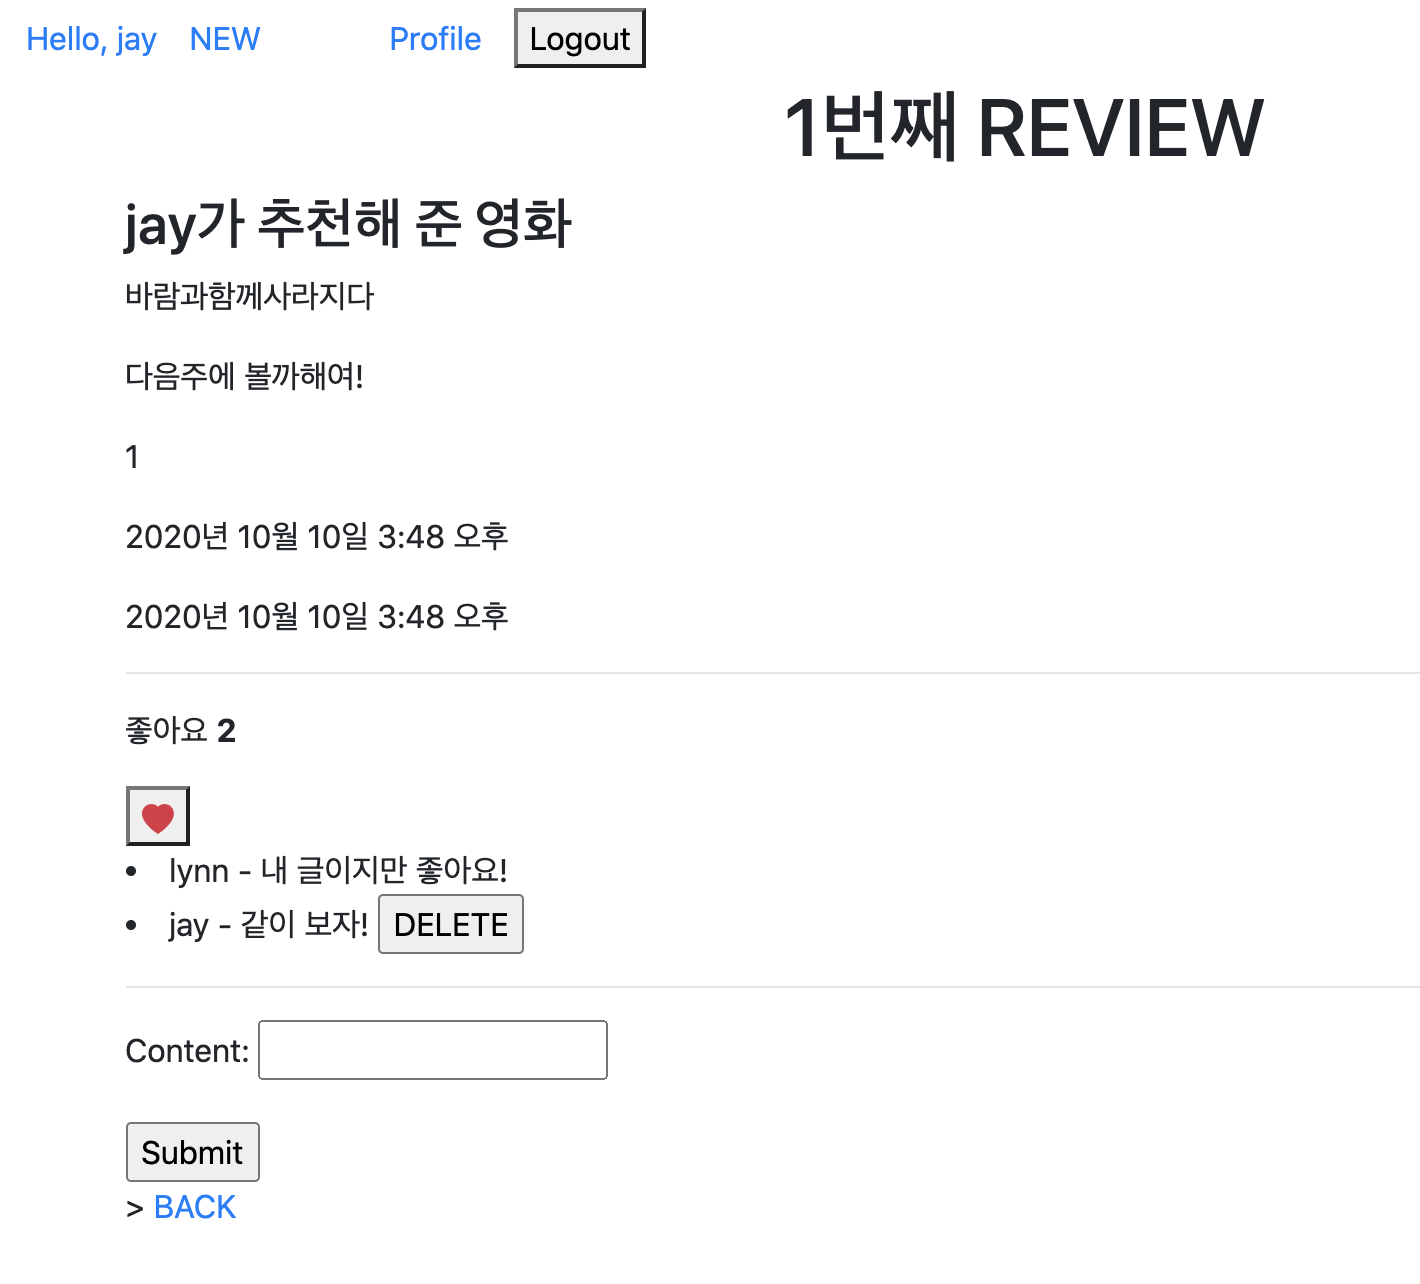 Hello, jay NEW Profile Logout
1번째 REVIEW
jay가 추천해 준 영화
바람과함께사라지다
다음주에 볼까해여!
1
2020년 10월 10일 3:48 오후
2020년 10월 10일 3:48 오후
좋아요 2
• lynn - 내 글이지만 좋아요!
• jay - 같이 보자! DELETE
Content:
Submit
> BACK